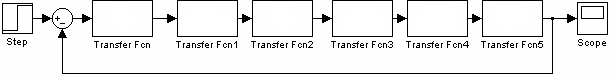 Step
Transfer Fcn
Transfer Fcn1
Transfer Fcn2
Transfer Fcn3
Transfer Fcn4
Transfer Fcn5
Scope